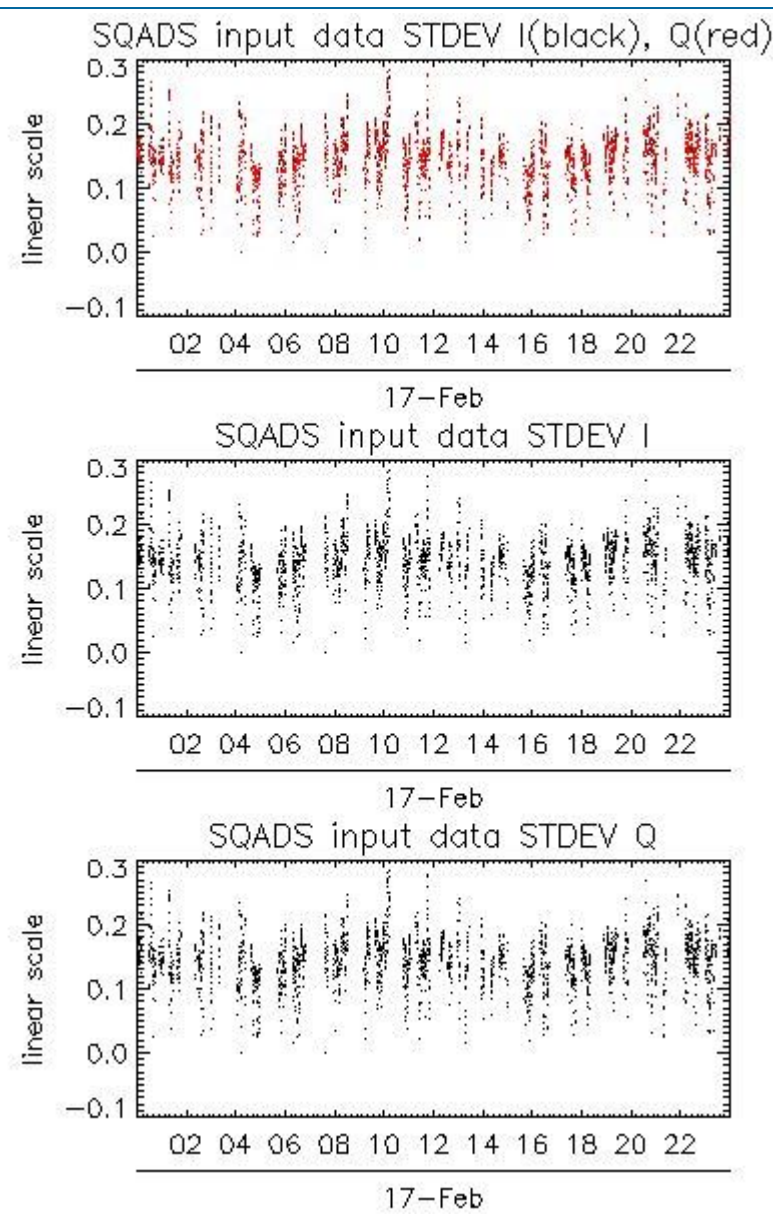 SQADS input data STDEV I(black), Q(red)
linear scale
0.3
0.2
0.1
0.0
−0.1
02 04 06 08 10 12 14 16 18 20 22
17−Feb
SQADS input data STDEV I
linear scale
0.3
0.2
0.1
0.0
−0.1
02 04 06 08 10 12 14 16 18 20 22
17−Feb
SQADS input data STDEV Q
linear scale
0.3
0.2
0.1
0.0
−0.1
02 04 06 08 10 12 14 16 18 20 22
17−Feb